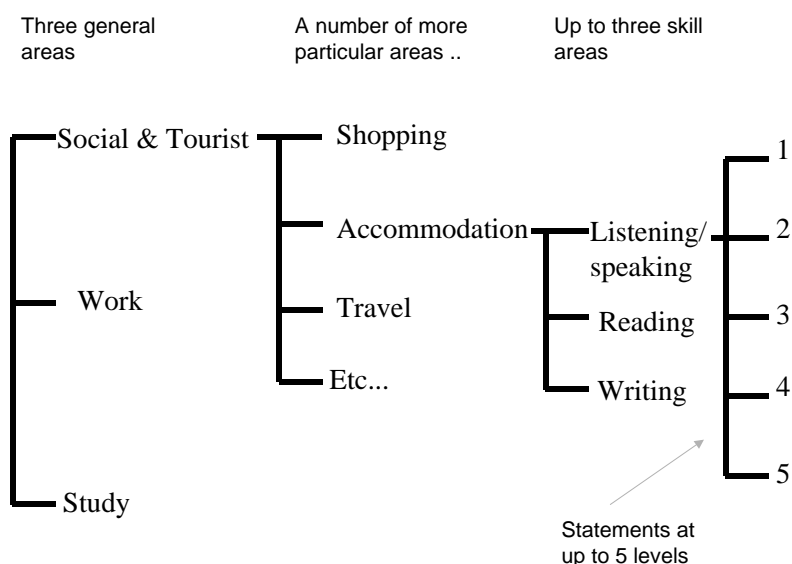 Three general
areas
A number of more
particular areas ..
Up to three skill
areas
Social & Tourist
Shopping
Accommodation
Travel
Etc...
Work
Study
Listening/
speaking
Reading
Writing
1
2
3
4
5
Statements at
up to 5 levels